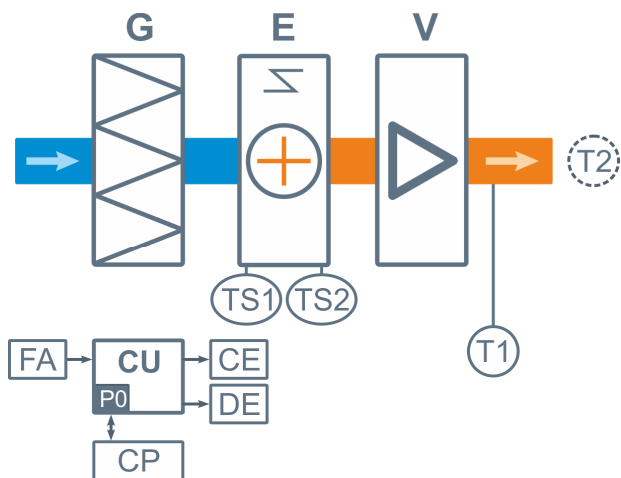 G E V
T2
TS1 TS2
T1
FA CU CE
P0 DE
CP